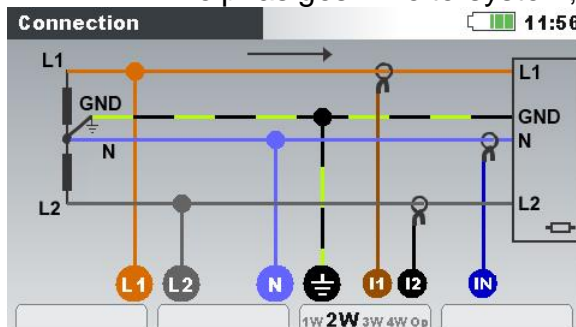 Connection 11:56
L1 L1
GND GND
N N
L2 L2
L1 L2 N I1 I2 IN
1W 2W 3W 4W Op